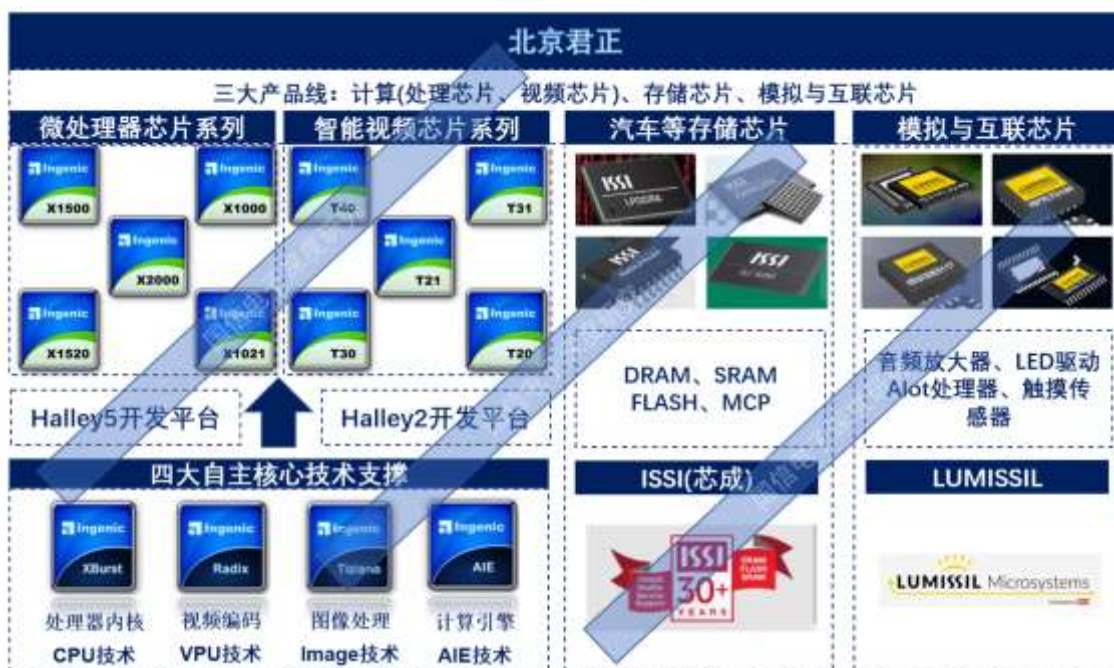 北京君正
三大产品线：计算(处理芯片、视频芯片)、存储芯片、模拟与互联芯片
微处理器芯片系列
智能视频芯片系列
汽车等存储芯片
模拟与互联芯片
Ingenic
X1500
Ingenic
X1000
Ingenic
X2000
Ingenic
X1520
Ingenic
X1021
Ingenic
T40
Ingenic
T31
Ingenic
T21
Ingenic
T30
Ingenic
T20
ISSI
ISSI
DRAM、SRAM
FLASH、MCP
音频放大器、LED驱动
AIot处理器、触摸传
感器
Halley5开发平台
Halley2开发平台
四大自主核心技术支撑
ISSI(芯成)
LUMISSIL
Ingenic
XBurst
Ingenic
Radix
Ingenic
Ingenic
AIE
处理器内核
视频编码
图像处理
计算引擎
CPU技术
VPU技术
Image技术
AIE技术
ISSI
30+
YEARS
DRAM
FLASH
SRAM
LUMISSIL Microsystems